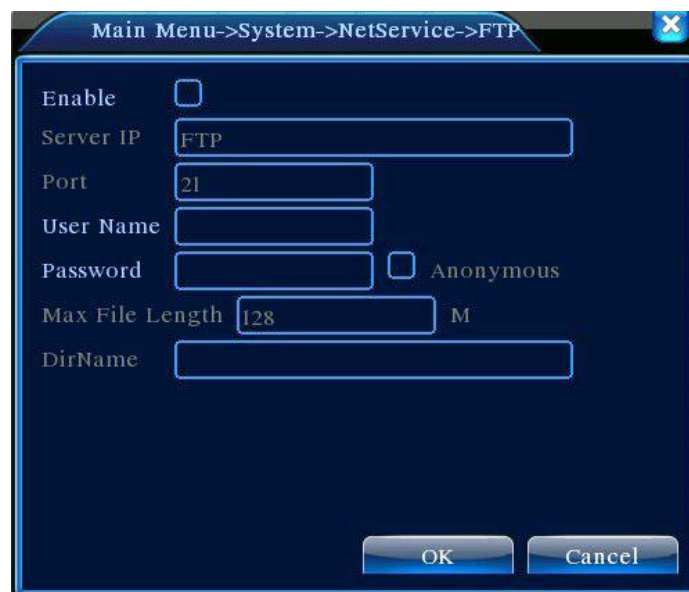 Main Menu->System->NetService->FTP
Enable
Server IP FTP
Port 21
User Name
Password Anonymous
Max File Length 128 M
DirName
OK Cancel